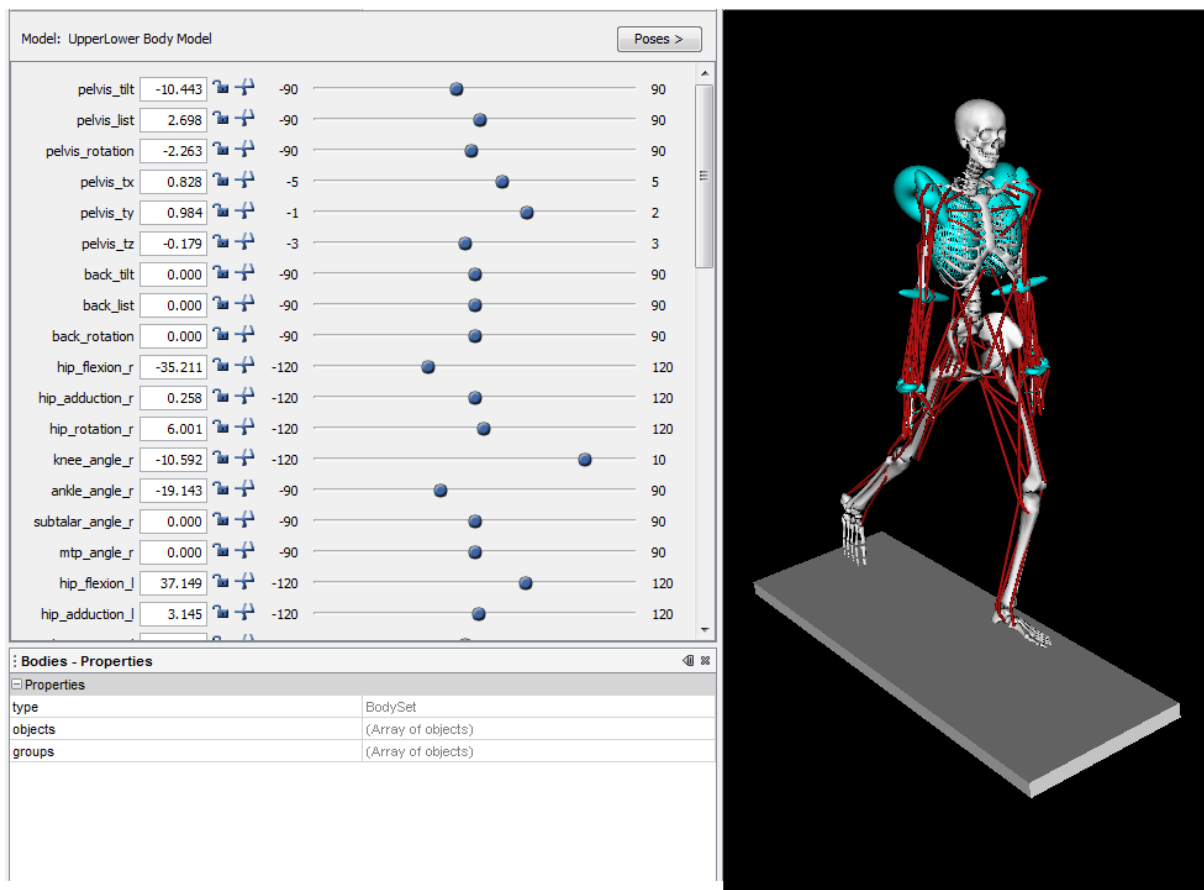 Model: UpperLower Body Model Poses >
pelvis_tilt -10.443 -90 90
pelvis_list 2.698 -90 90
pelvis_rotation -2.263 -90 90
pelvis_tx 0.828 -5 5
pelvis_ty 0.984 -1 2
pelvis_tz -0.179 -3 3
back_tilt 0.000 -90 90
back_list 0.000 -90 90
back_rotation 0.000 -90 90
hip_flexion_r -35.211 -120 120
hip_adduction_r 0.258 -120 120
hip_rotation_r 6.001 -120 120
knee_angle_r -10.592 -120 10
ankle_angle_r -19.143 -90 90
subtalar_angle_r 0.000 -90 90
mtp_angle_r 0.000 -90 90
hip_flexion_l 37.149 -120 120
hip_adduction_l 3.145 -120 120
Bodies - Properties
Properties
type BodySet
objects (Array of objects)
groups (Array of objects)